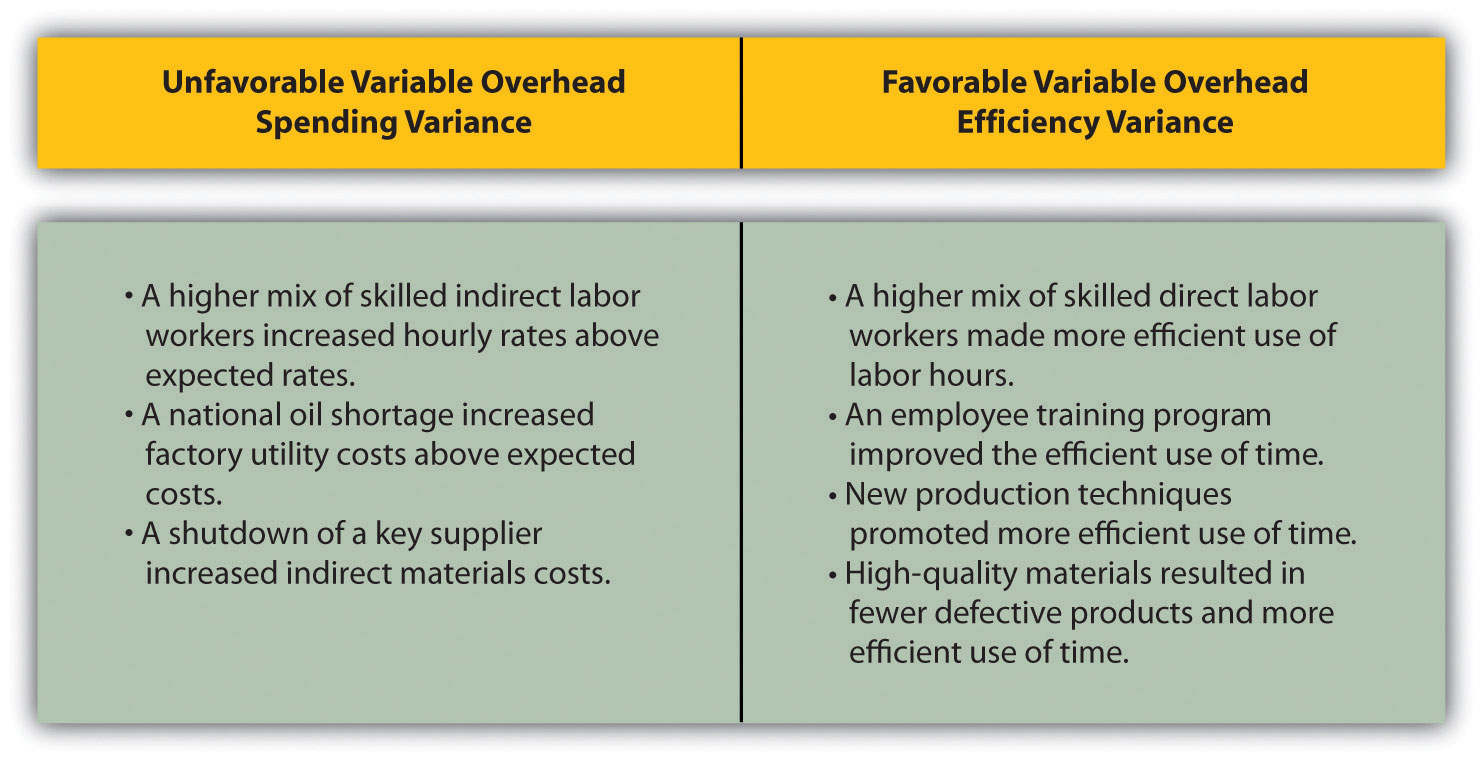 Unfavorable Variable Overhead
Spending Variance
Favorable Variable Overhead
Efficiency Variance
• A higher mix of skilled indirect labor
workers increased hourly rates above
expected rates.
• A national oil shortage increased
factory utility costs above expected
costs.
• A shutdown of a key supplier
increased indirect materials costs.
• A higher mix of skilled direct labor
workers made more efficient use of
labor hours.
• An employee training program
improved the efficient use of time.
• New production techniques
promoted more efficient use of time.
• High-quality materials resulted in
fewer defective products and more
efficient use of time.